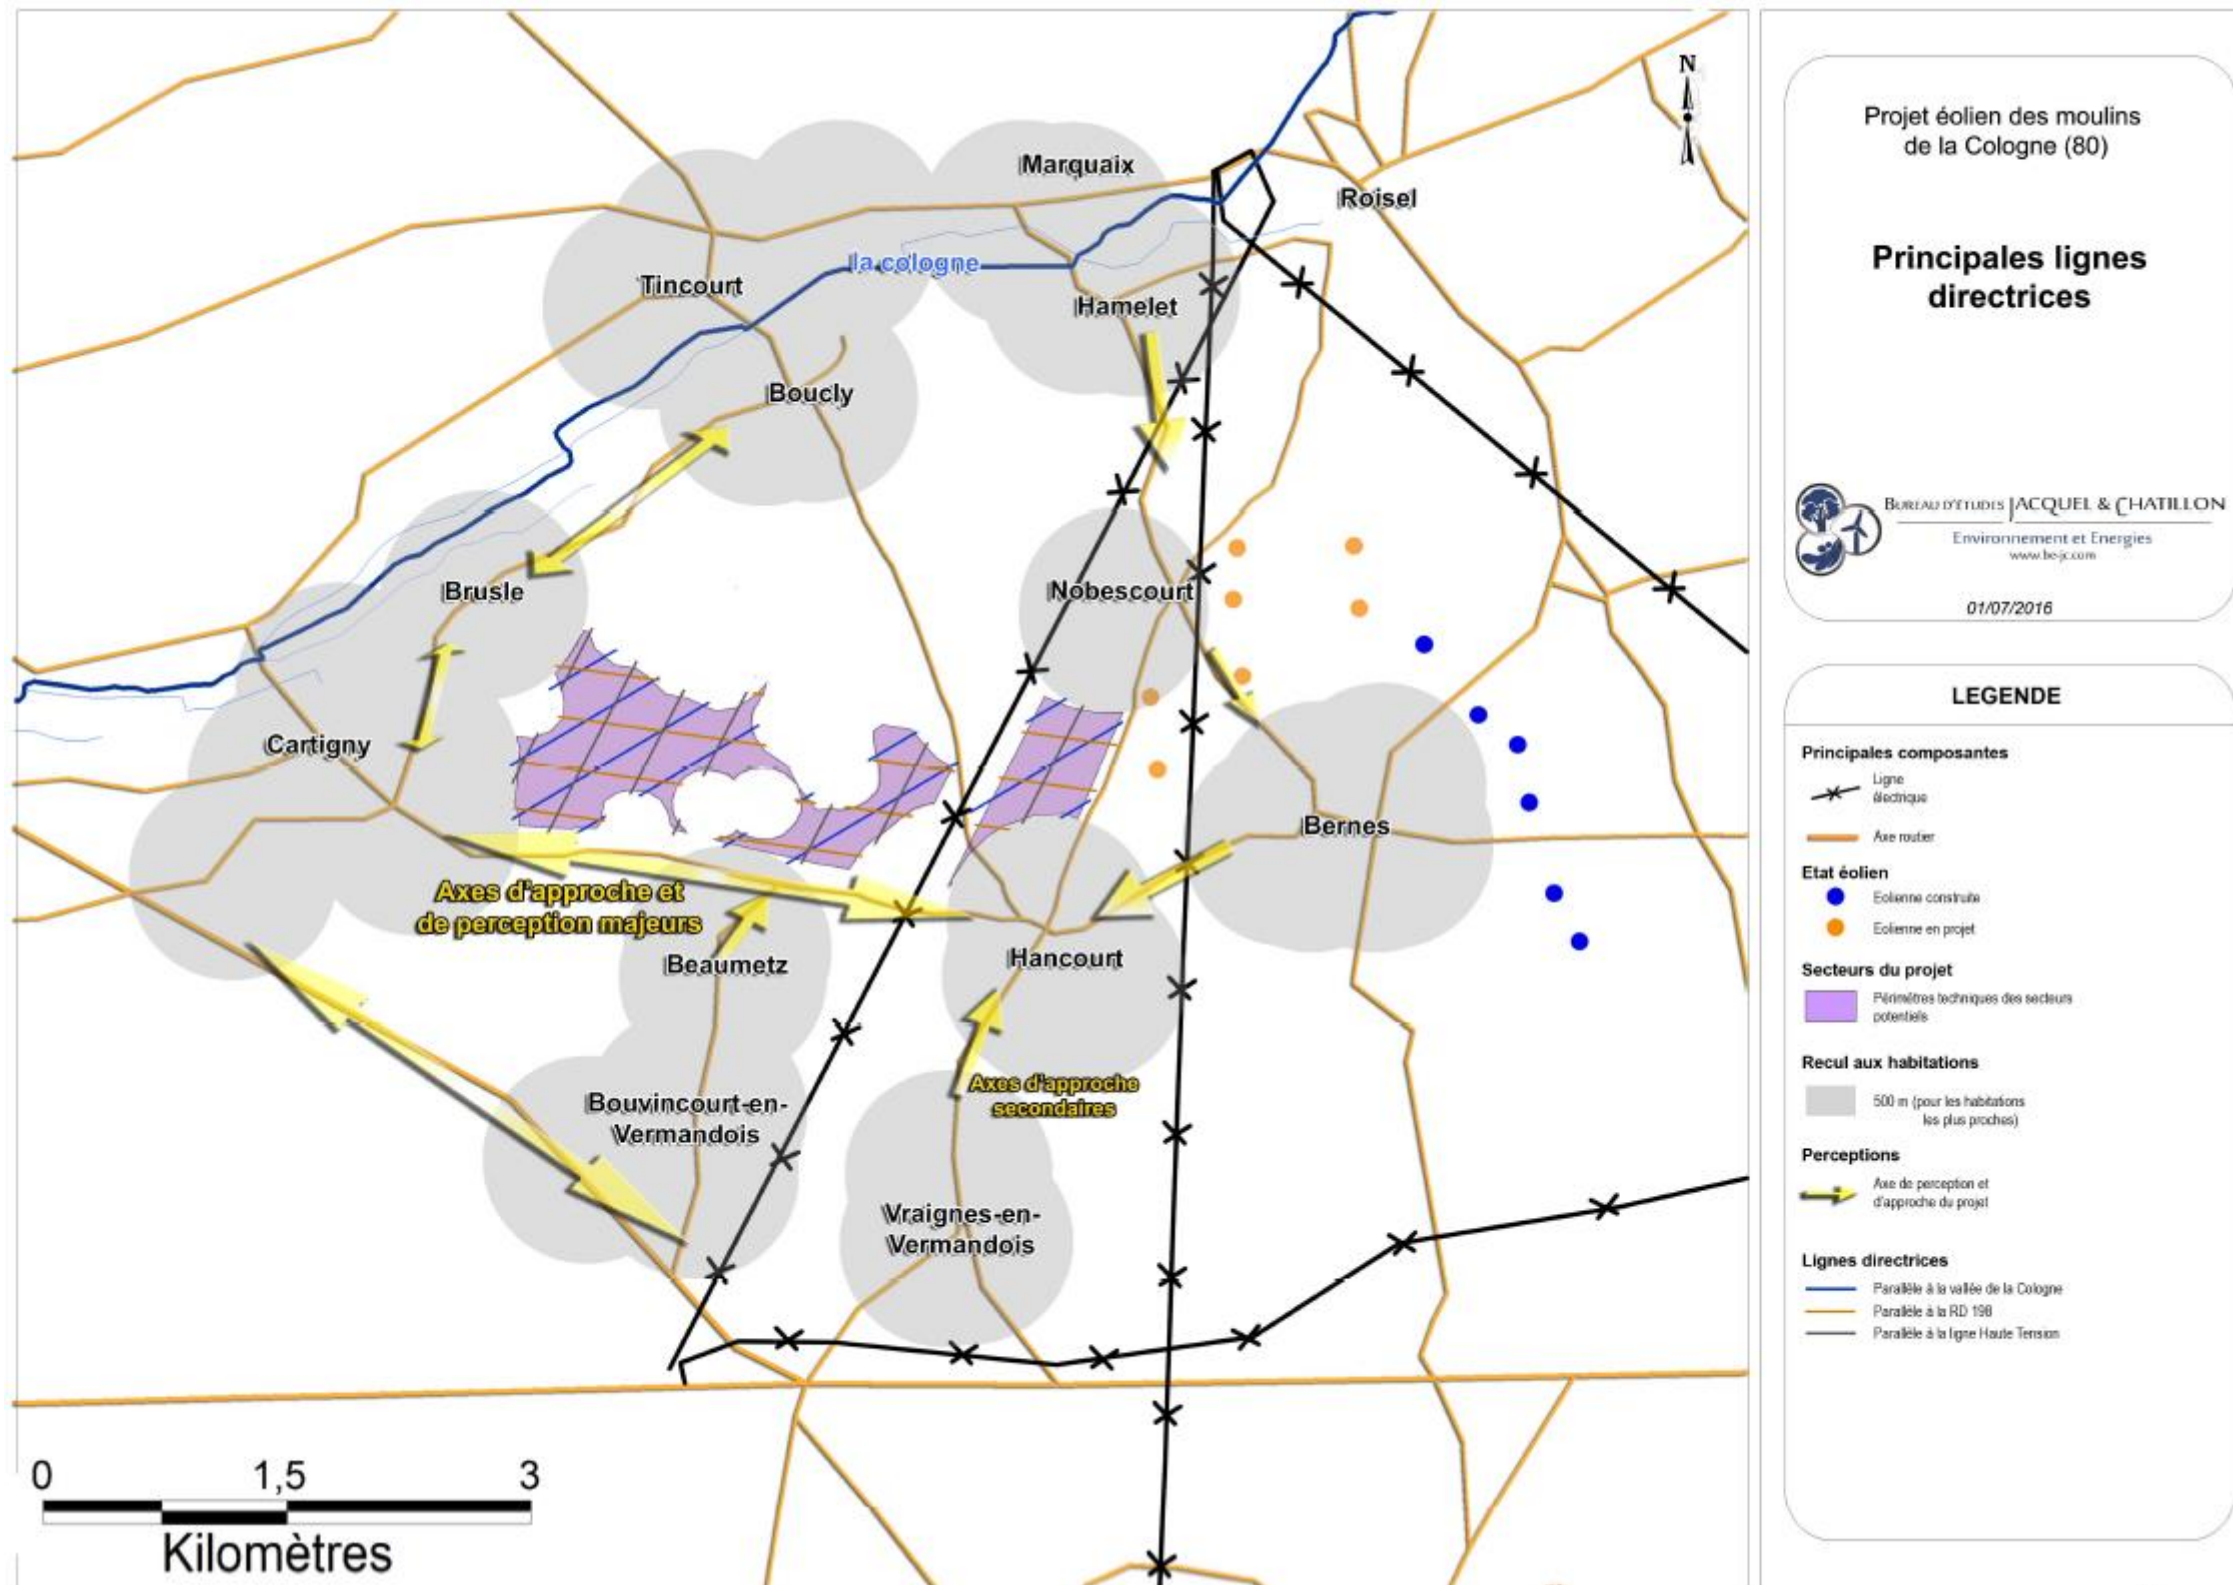 Marquaix
Roisel
la cologne
Tincourt
Hamelet
Boucly
Brusle
Nobescourt
Cartigny
Bernes
Axes d'approche et
de perception majeurs
Beaumetz
Hancourt
Axes d'approche
secondaires
Bouvincourt-en-
Vermandois
Vraignes-en-
Vermandois
0 1,5 3
Kilomètres
N
Projet éolien des moulins
de la Cologne (80)
Principales lignes
directrices
BUREAU D'ÉTUDES JACQUEL & CHATILLON
Environnement et Energies
www.be-jc.com
01/07/2016
LEGENDE
Principales composantes
Ligne
électrique
Axe routier
Etat éolien
Eolienne construite
Eolienne en projet
Secteurs du projet
Périmètres techniques des secteurs
potentiels
Recul aux habitations
500 m (pour les habitations
les plus proches)
Perceptions
Axe de perception et
d'approche du projet
Lignes directrices
Parallèle à la vallée de la Cologne
Parallèle à la RD 198
Parallèle à la ligne Haute Tension